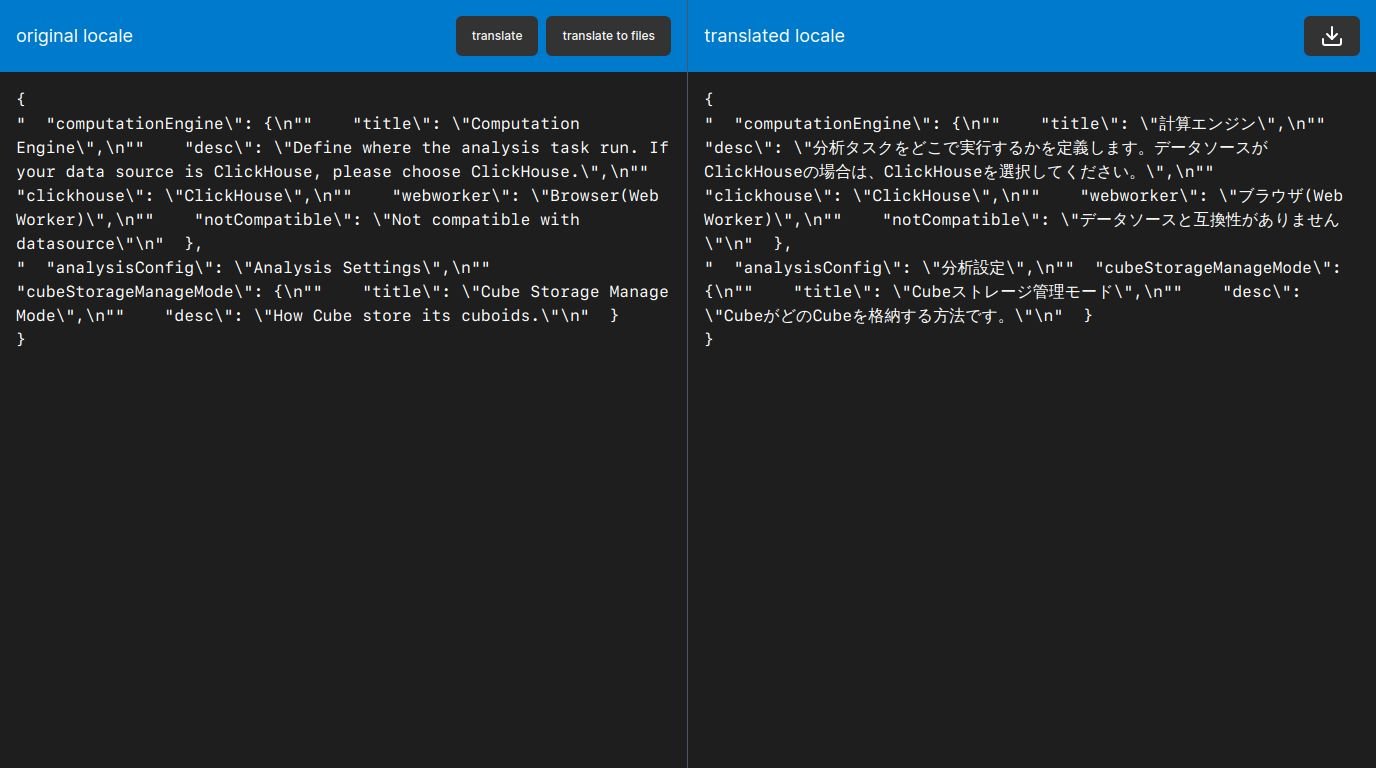 original locale
translate
translate to files
translated locale
{
"  "computationEngine\": {\n""    "title\": \"Computation
Engine\",\n""    "desc\": \"Define where the analysis task run. If
your data source is ClickHouse, please choose ClickHouse.\",\n""
"clickhouse\": \"ClickHouse\",\n""    "webworker\": \"Browser(Web
Worker)\",\n""    "notCompatible\": \"Not compatible with
datasource\"\n"  },
"  "analysisConfig\": \"Analysis Settings\",\n""
"cubeStorageManageMode\": {\n""    "title\": \"Cube Storage Manage
Mode\",\n""    "desc\": \"How Cube store its cuboids.\"\n"  }
}
{
"  "computationEngine\": {\n""    "title\": \"計算エンジン\",\n""
"desc\": \"分析タスクをどこで実行するかを定義します。データソースが
ClickHouseの場合は、ClickHouseを選択してください。\",\n""
"clickhouse\": \"ClickHouse\",\n""    "webworker\": \"ブラウザ(Web
Worker)\",\n""    "notCompatible\": \"データソースと互換性がありません
\"\n"  },
"  "analysisConfig\": \"分析設定\",\n""  "cubeStorageManageMode\":
{\n""    "title\": \"Cubeストレージ管理モード\",\n""    "desc\":
\"CubeがどのCubeを格納する方法です。\"\n"  }
}